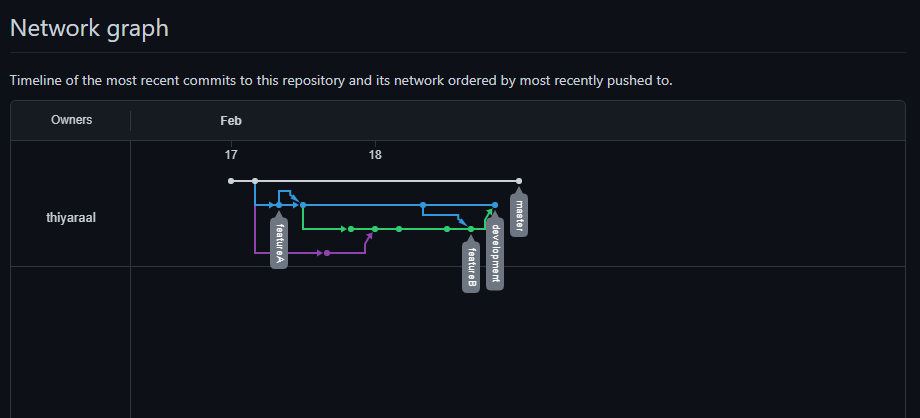 Network graph
Timeline of the most recent commits to this repository and its network ordered by most recently pushed to.
Owners
Feb
17
18
thiyaraal
master
featureA
development
featureB